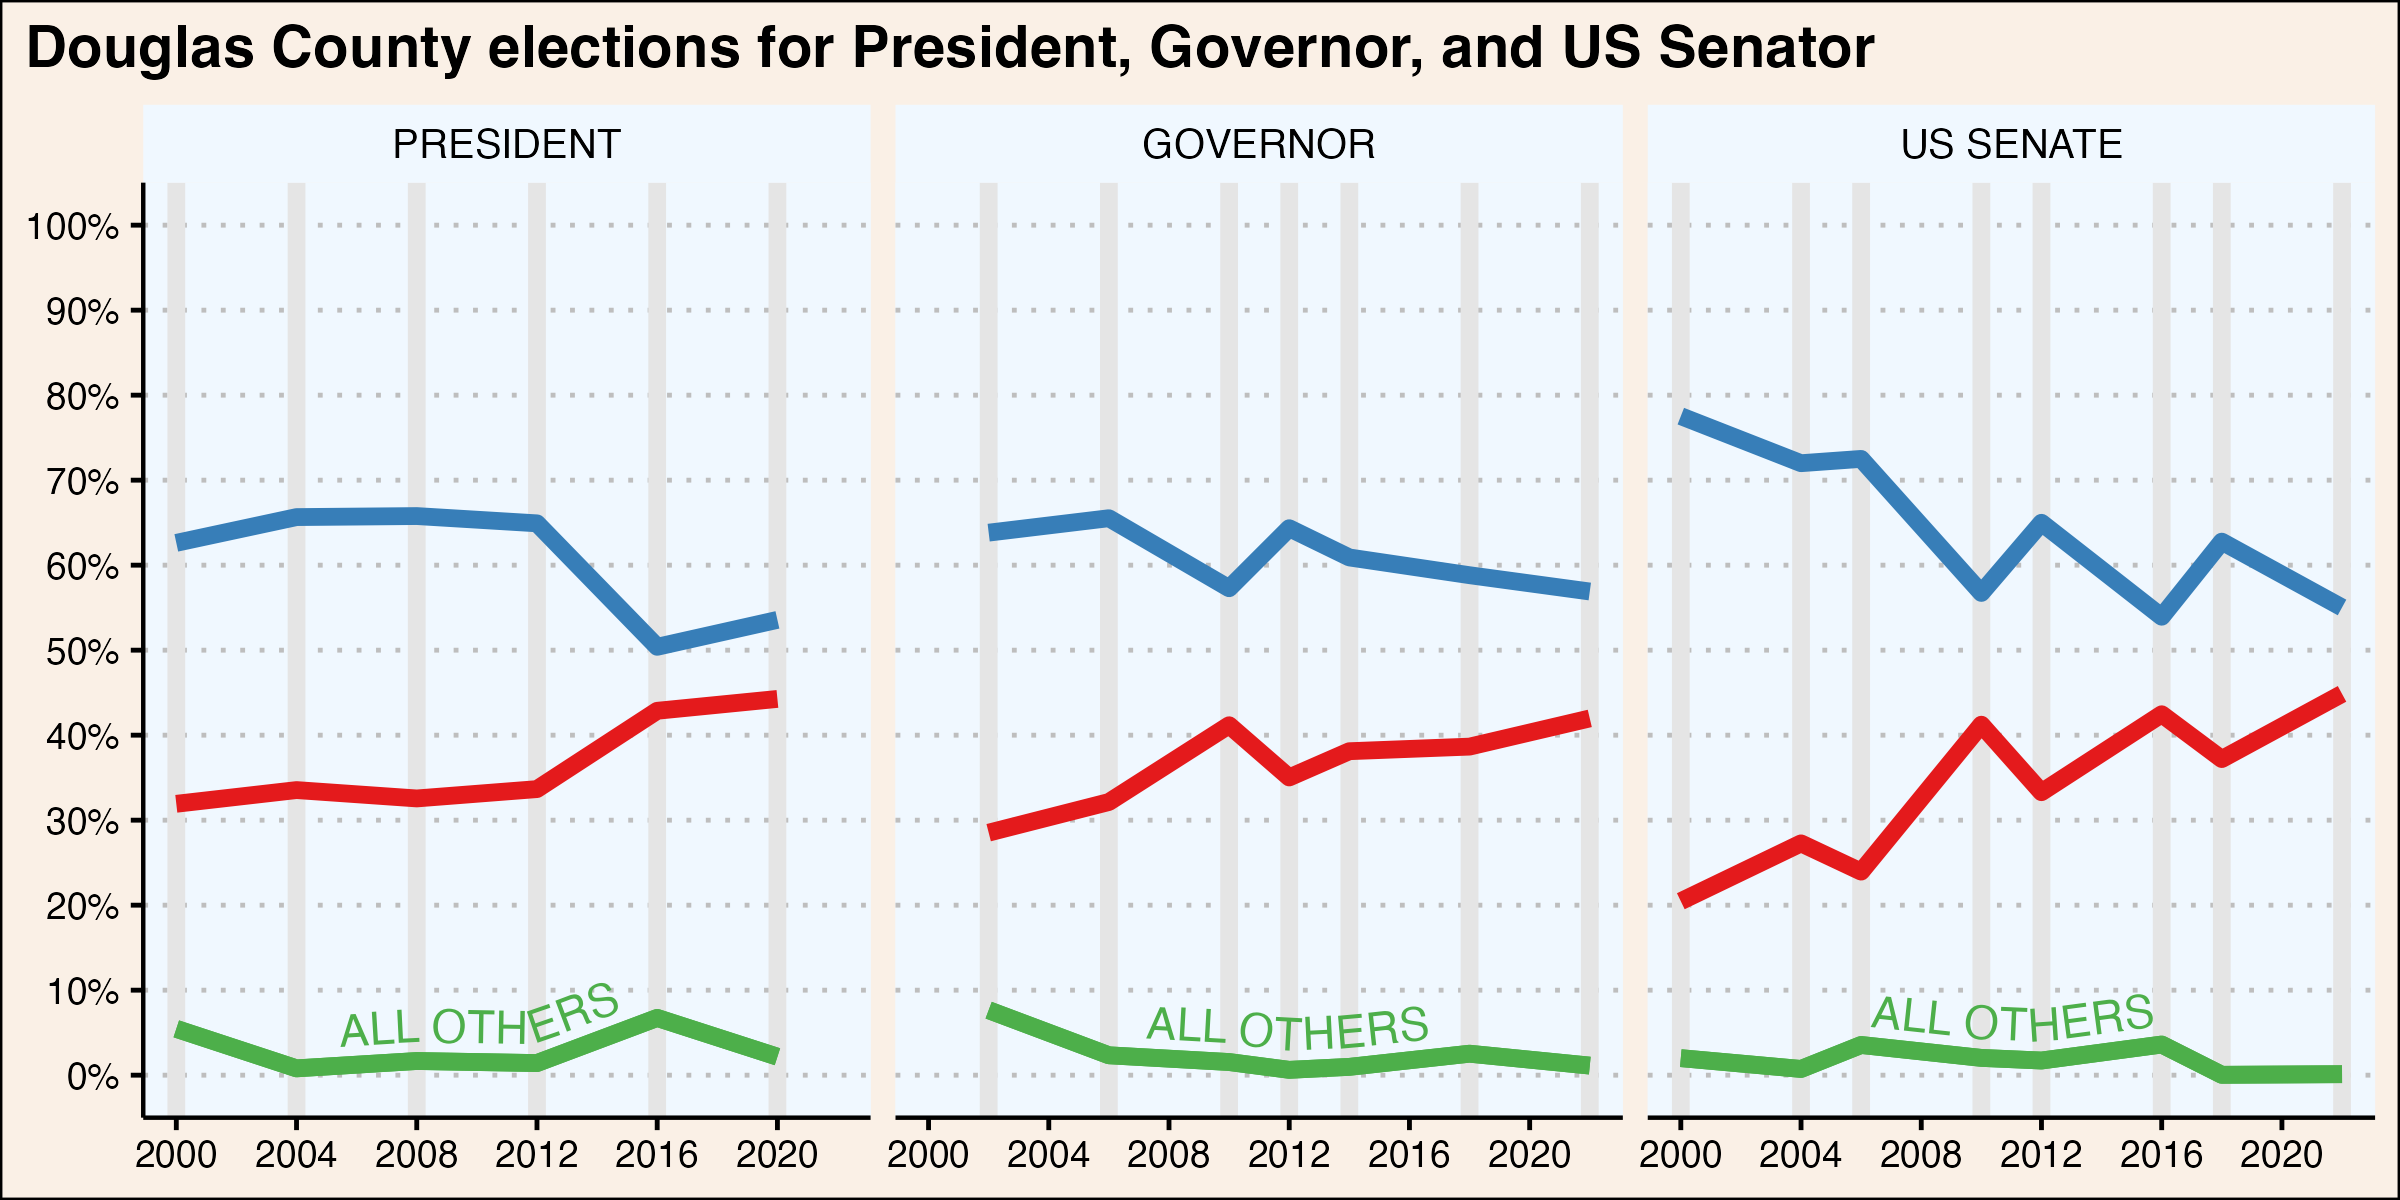 Douglas County elections for President, Governor, and US Senator
PRESIDENT
GOVERNOR
US SENATE
100%
90%
80%
70%
60%
50%
40%
30%
20%
10%
0%
ALL OTHERS
ALL OTHERS
ALL OTHERS
2000 2004 2008 2012 2016 2020
2000 2004 2008 2012 2016 2020
2000 2004 2008 2012 2016 2020